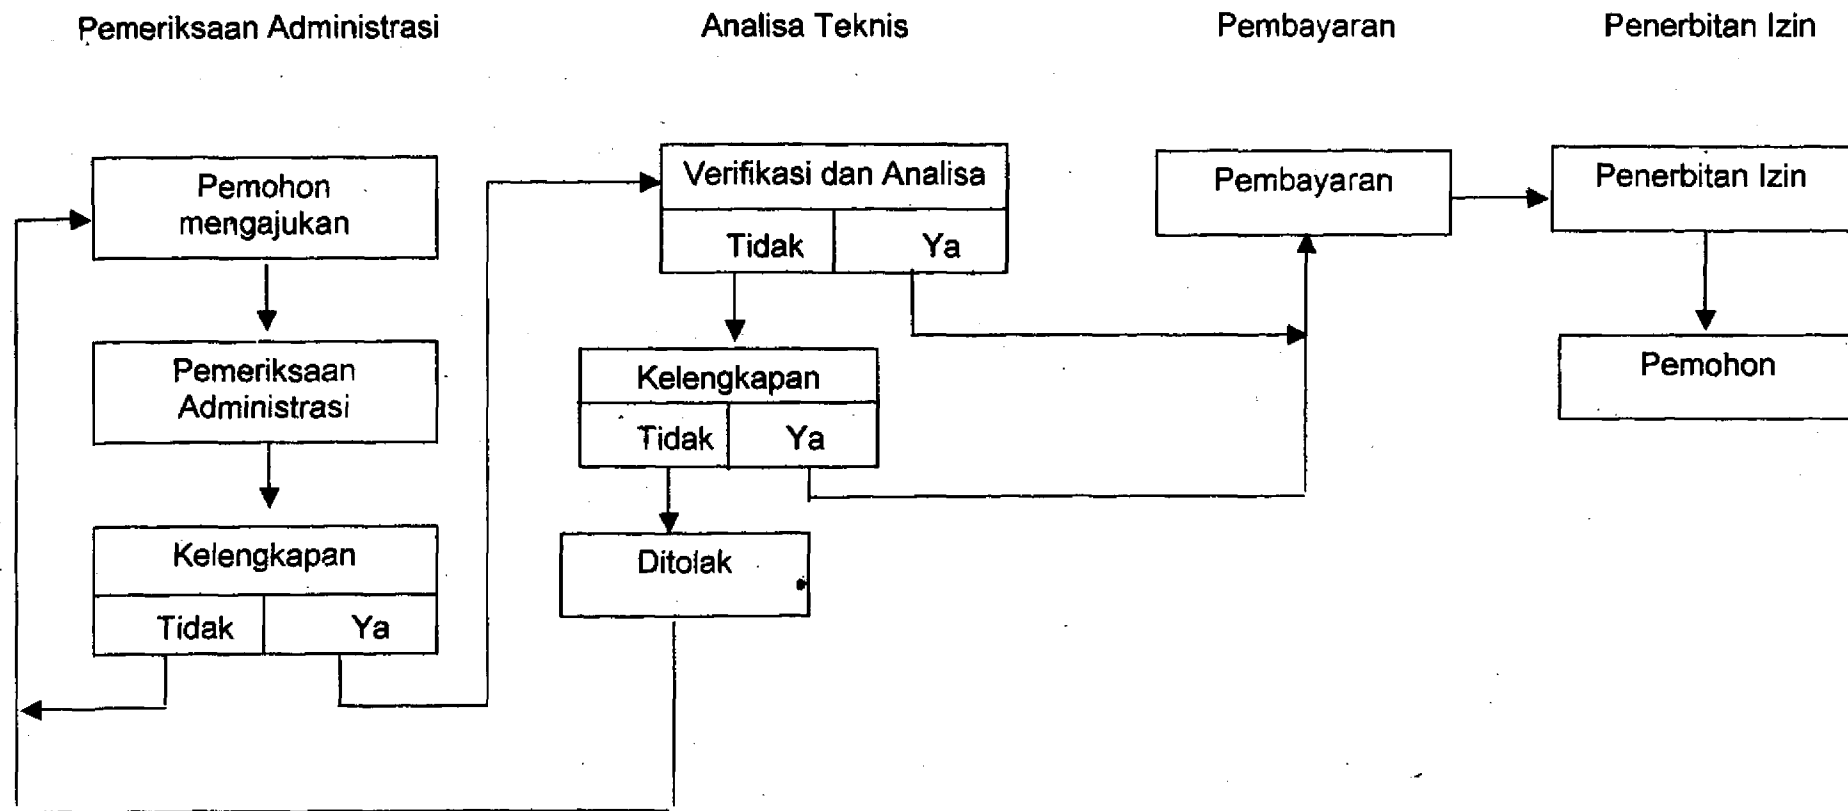 Pemeriksaan Administrasi
Analisa Teknis
Pembayaran
Penerbitan Izin
Pemohon
mengajukan
Pemeriksaan
Administrasi
Kelengkapan
Tidak
Ya
Verifikasi dan Analisa
Tidak
Ya
Kelengkapan
Tidak
Ya
Ditolak
Pembayaran
Penerbitan Izin
Pemohon